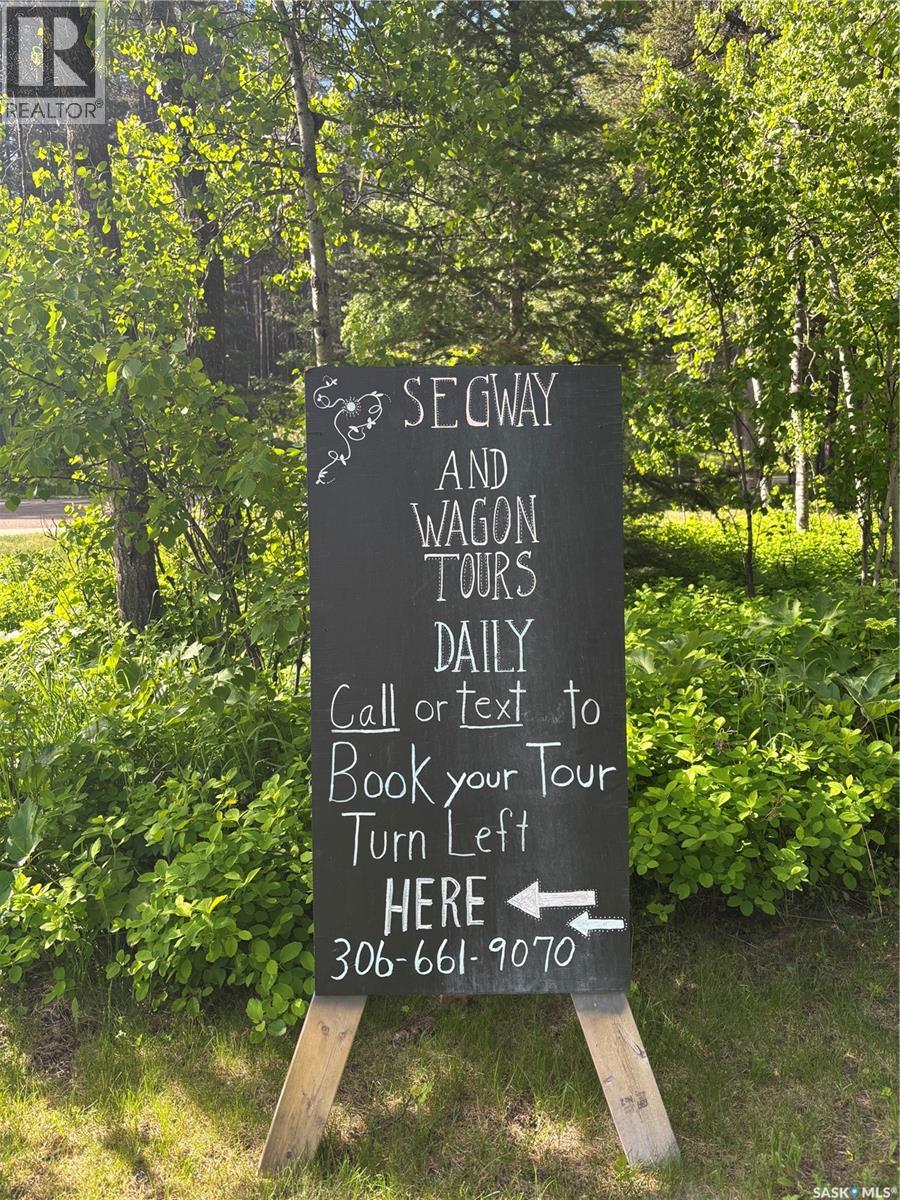 R
REALTOR®
SEGWAY
AND
WAGON
TOURS
DAILY
Call or text to
Book your Tour
Turn Left
HERE
306-661-9070
SASK MLS®